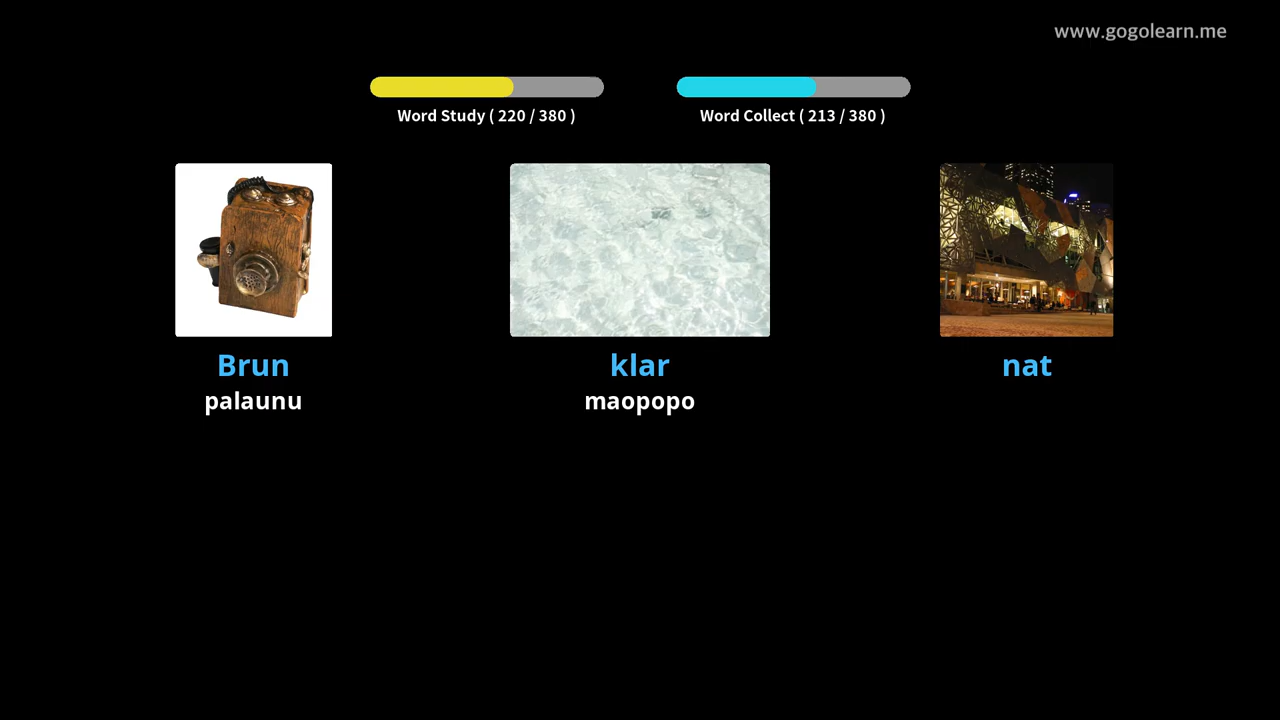 www.gogolearn.me
Word Study ( 220 / 380 )
Word Collect ( 213 / 380 )
Brun
palaunu
klar
maopopo
nat